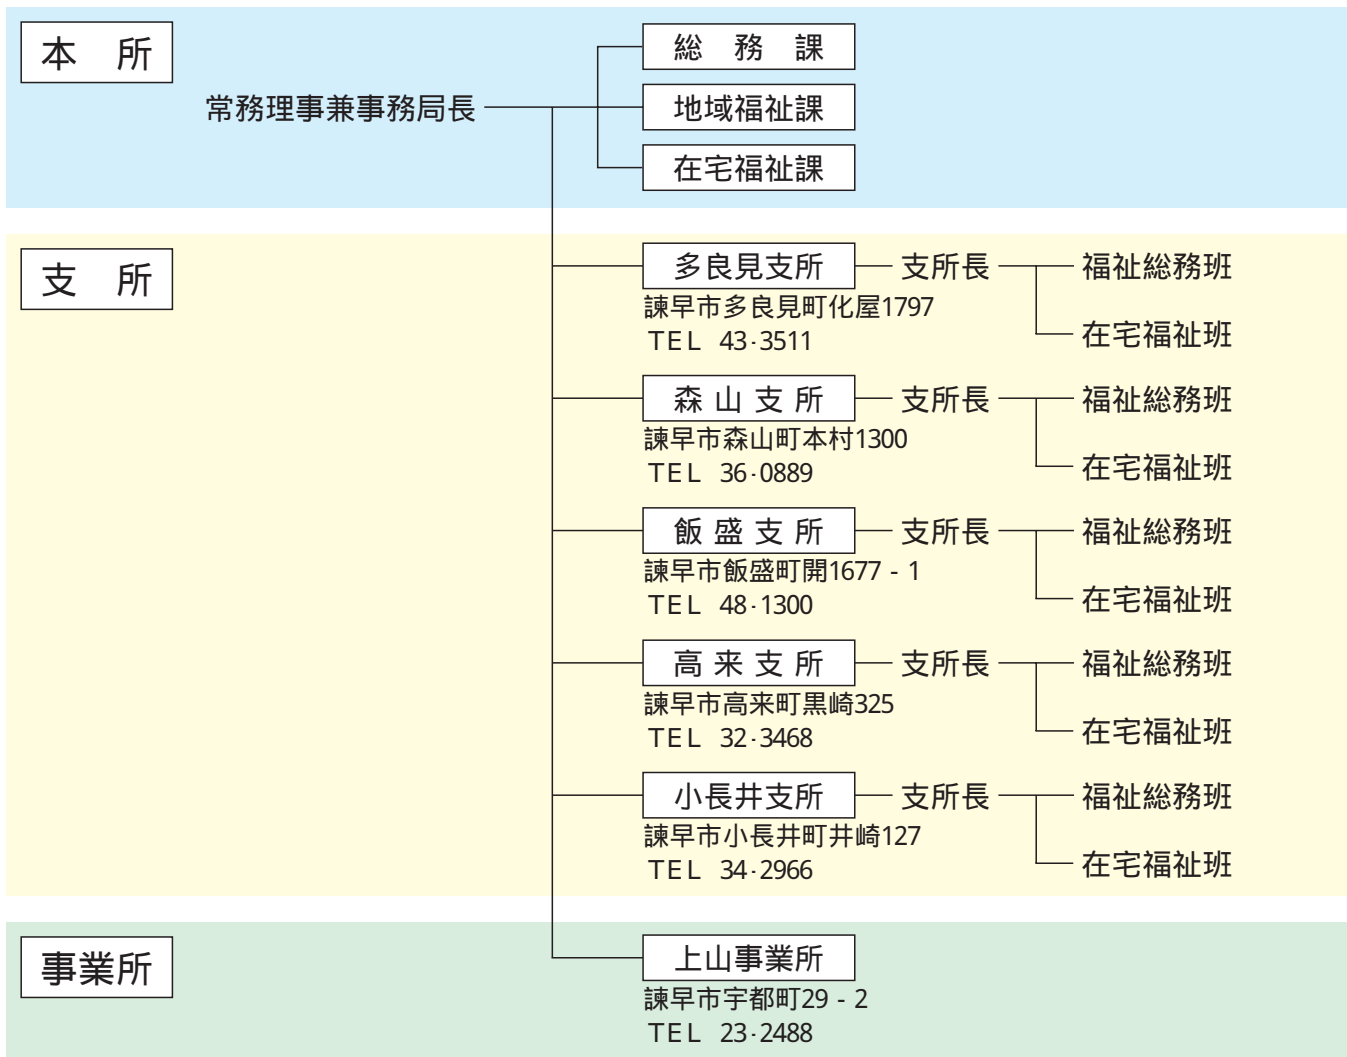 本　所
総　務　課
常務理事兼事務局長
地域福祉課
在宅福祉課
支　所
多良見支所 支所長 福祉総務班
諫早市多良見町化屋1797
TEL 43-3511
在宅福祉班
森山支所 支所長 福祉総務班
諫早市森山町本村1300
TEL 36-0889
在宅福祉班
飯盛支所 支所長 福祉総務班
諫早市飯盛町開1677-1
TEL 48-1300
在宅福祉班
高来支所 支所長 福祉総務班
諫早市高来町黒崎325
TEL 32-3468
在宅福祉班
小長井支所 支所長 福祉総務班
諫早市小長井町井崎127
TEL 34-2966
在宅福祉班
事業所
上山事業所
諫早市宇都町29-2
TEL 23-2488